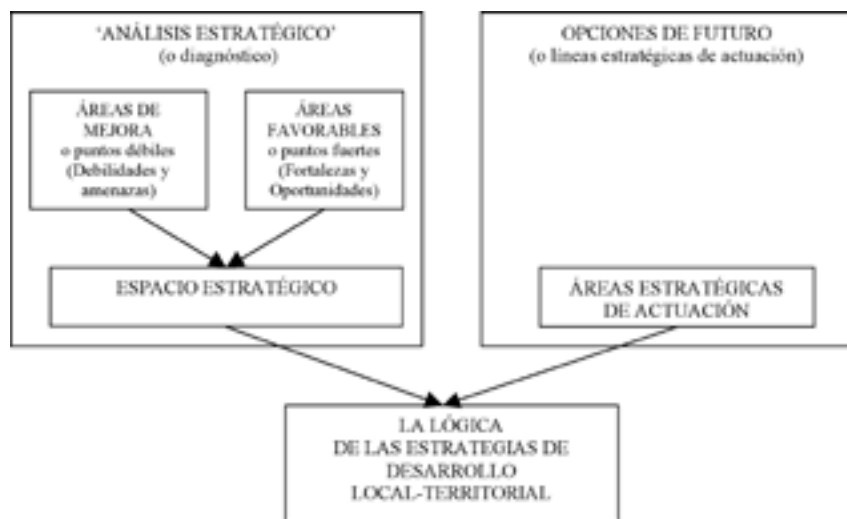 ‘ANÁLISIS ESTRATÉGICO’
(o diagnóstico)
ÁREAS DE
MEJORA
o puntos débiles
(Debilidades y
amenazas)
ÁREAS
FAVORABLES
o puntos fuertes
(Fortalezas y
Oportunidades)
ESPACIO ESTRATÉGICO
OPCIONES DE FUTURO
(o líneas estratégicas de actuación)
ÁREAS ESTRATÉGICAS
DE ACTUACIÓN
LA LÓGICA
DE LAS ESTRATEGIAS DE
DESARROLLO
LOCAL-TERRITORIAL